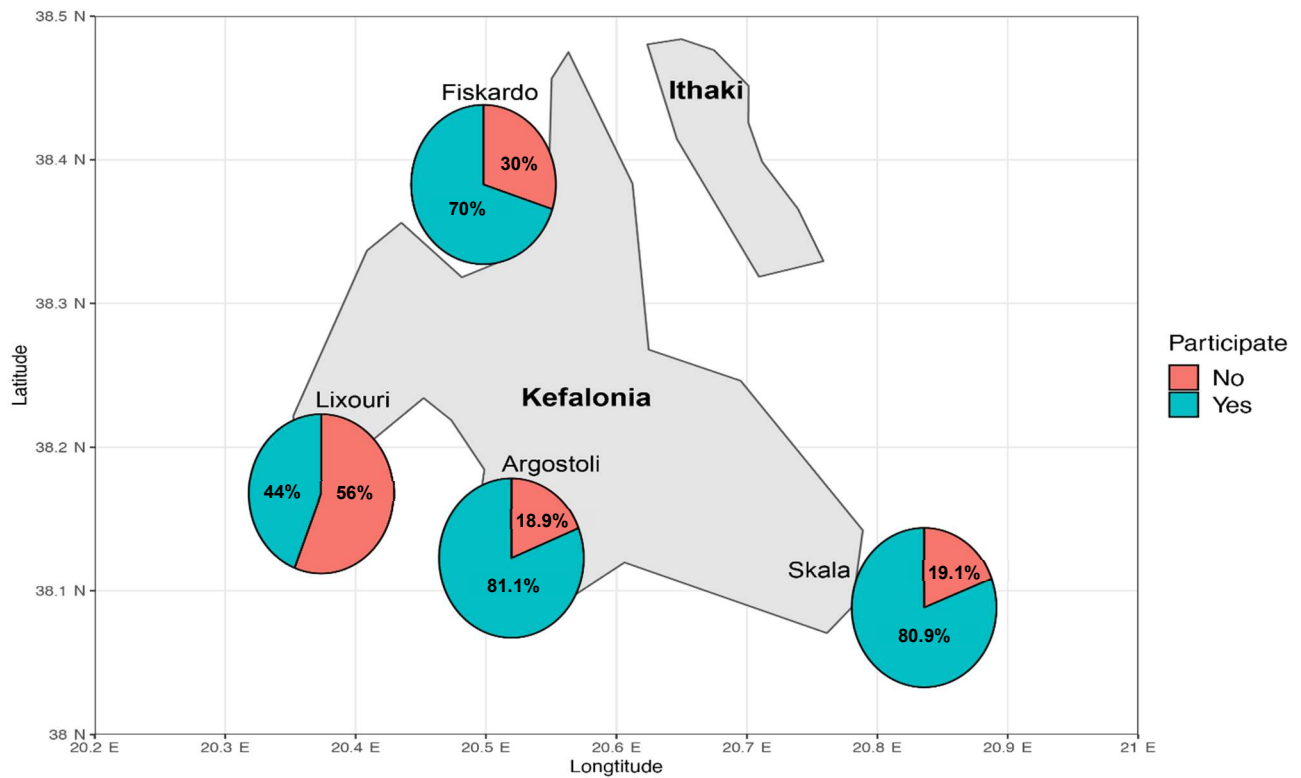 38.5 N
38.4 N
38.3 N
38.2 N
38.1 N
38 N
Latitude
20.2 E
20.3 E
20.4 E
20.5 E
20.6 E
20.7 E
20.8 E
20.9 E
21 E
Longtitude
Ithaki
Kefalonia
Fiskardo
30%
70%
Lixouri
44%
56%
Argostoli
18.9%
81.1%
Skala
19.1%
80.9%
Participate
No
Yes